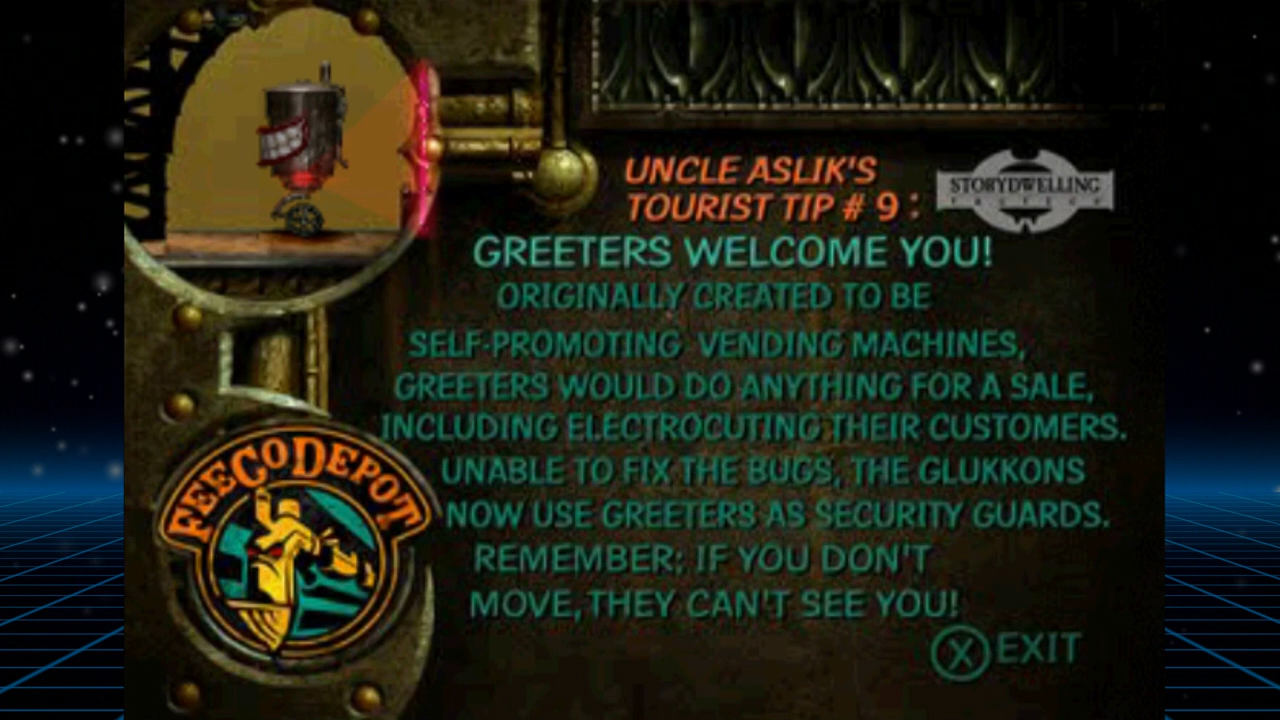 UNCLE ASLIK'S
TOURIST TIP # 9 :
STORYDWELLING
TACTICS
GREETERS WELCOME YOU!
ORIGINALLY CREATED TO BE
SELF-PROMOTING VENDING MACHINES,
GREETERS WOULD DO ANYTHING FOR A SALE,
INCLUDING ELECTROCUTING THEIR CUSTOMERS.
UNABLE TO FIX THE BUGS, THE GLUKKONS
NOW USE GREETERS AS SECURITY GUARDS.
REMEMBER: IF YOU DON'T
MOVE, THEY CAN'T SEE YOU!
X EXIT
FEECO DEPOT